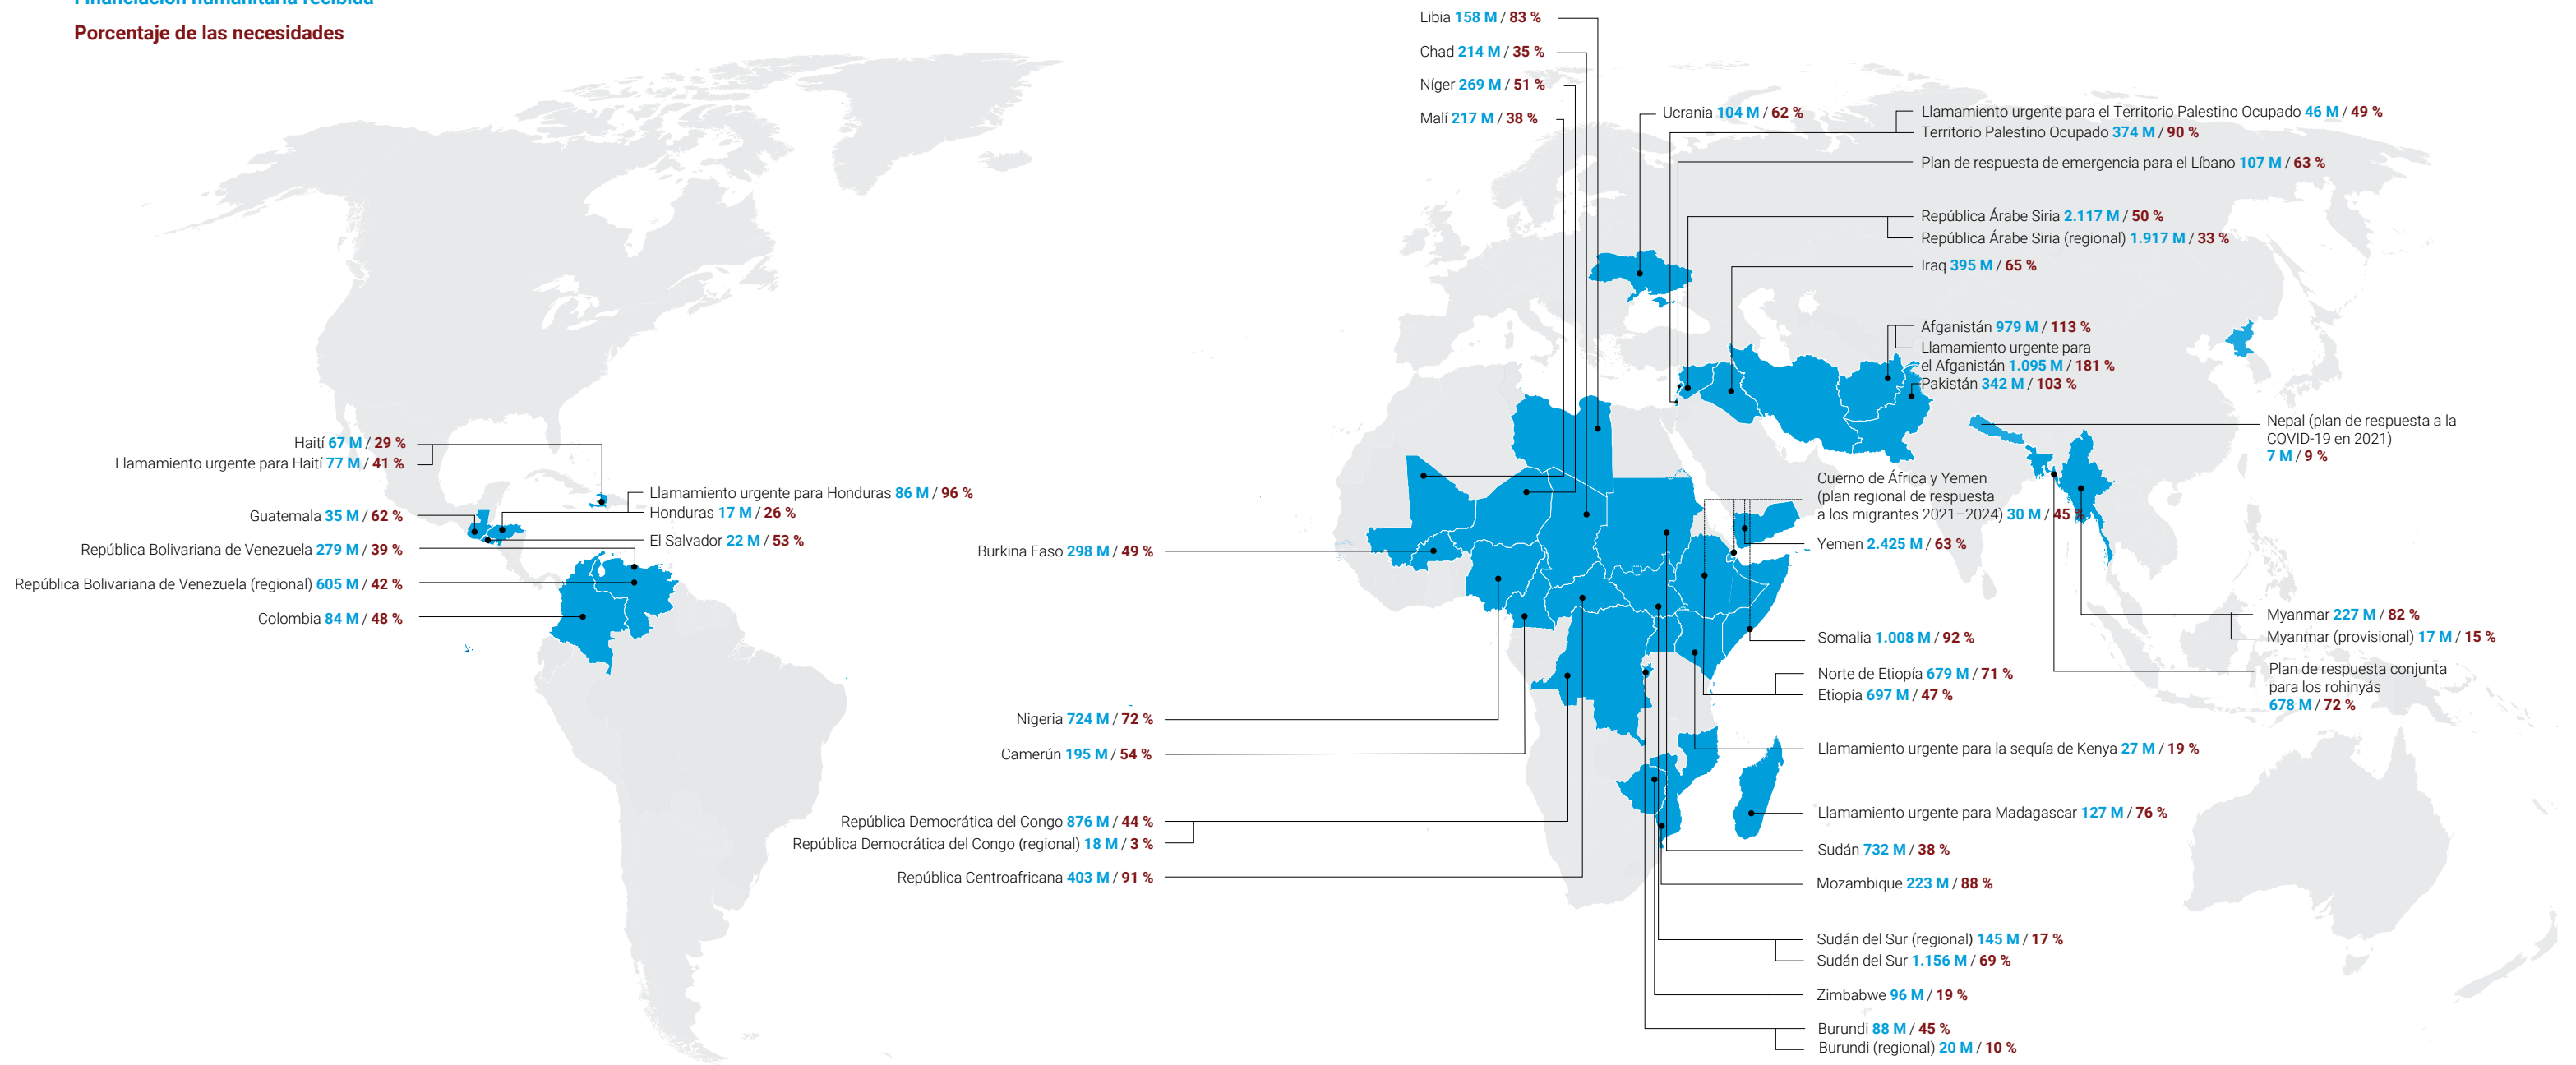 Financiación humanitaria recibida
Porcentaje de las necesidades
Libia 158 M / 83 %
Chad 214 M / 35 %
Níger 269 M / 51 %
Malí 217 M / 38 %
Ucrania 104 M / 62 %
Llamamiento urgente para el Territorio Palestino Ocupado 46 M / 49 %
Territorio Palestino Ocupado 374 M / 90 %
Plan de respuesta de emergencia para el Líbano 107 M / 63 %
República Árabe Siria 2.117 M / 50 %
República Árabe Siria (regional) 1.917 M / 33 %
Iraq 395 M / 65 %
Afganistán 979 M / 113 %
Llamamiento urgente para
el Afganistán 1.095 M / 181 %
Pakistán 342 M / 103 %
Nepal (plan de respuesta a la
COVID-19 en 2021)
7 M / 9 %
Haití 67 M / 29 %
Llamamiento urgente para Haití 77 M / 41 %
Llamamiento urgente para Honduras 86 M / 96 %
Honduras 17 M / 26 %
Guatemala 35 M / 62 %
El Salvador 22 M / 53 %
República Bolivariana de Venezuela 279 M / 39 %
República Bolivariana de Venezuela (regional) 605 M / 42 %
Colombia 84 M / 48 %
Burkina Faso 298 M / 49 %
Cuerno de África y Yemen
(plan regional de respuesta
a los migrantes 2021–2024) 30 M / 45 %
Yemen 2.425 M / 63 %
Myanmar 227 M / 82 %
Myanmar (provisional) 17 M / 15 %
Plan de respuesta conjunta
para los rohinyás
678 M / 72 %
Somalia 1.008 M / 92 %
Norte de Etiopía 679 M / 71 %
Etiopía 697 M / 47 %
Nigeria 724 M / 72 %
Camerún 195 M / 54 %
Llamamiento urgente para la sequía de Kenya 27 M / 19 %
Llamamiento urgente para Madagascar 127 M / 76 %
República Democrática del Congo 876 M / 44 %
República Democrática del Congo (regional) 18 M / 3 %
República Centroafricana 403 M / 91 %
Sudán 732 M / 38 %
Mozambique 223 M / 88 %
Sudán del Sur (regional) 145 M / 17 %
Sudán del Sur 1.156 M / 69 %
Zimbabwe 96 M / 19 %
Burundi 88 M / 45 %
Burundi (regional) 20 M / 10 %